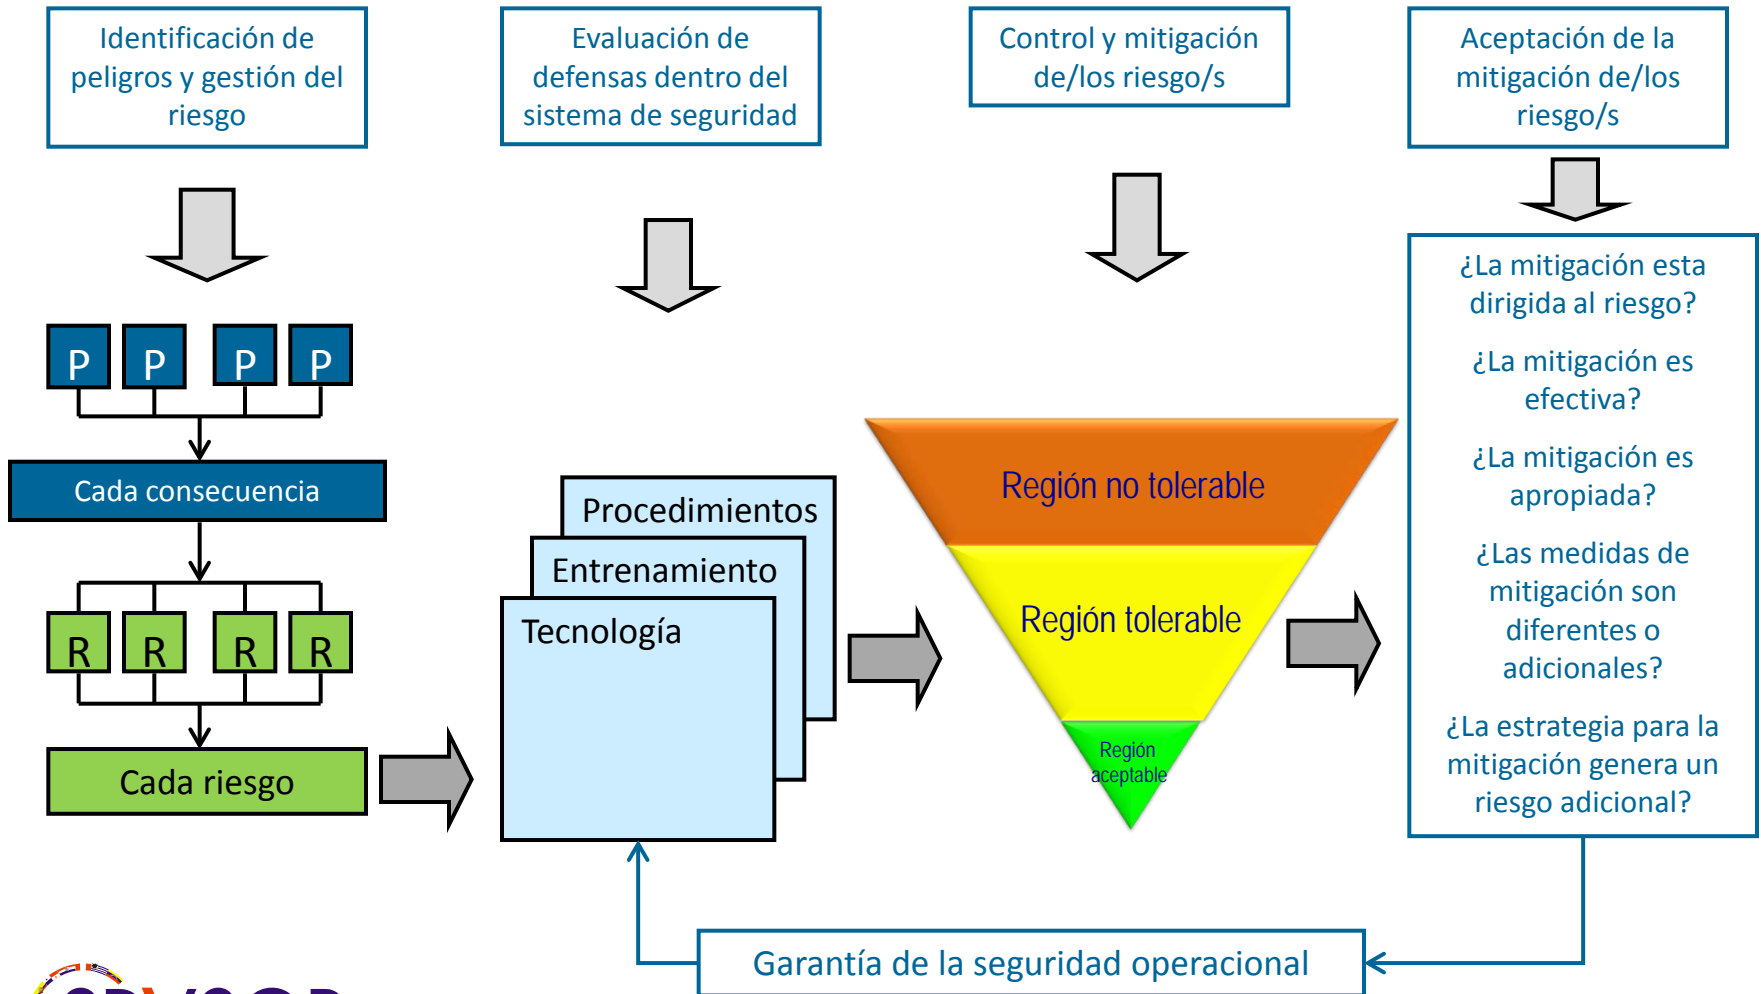 Identificación de
peligros y gestión del
riesgo
Evaluación de
defensas dentro del
sistema de seguridad
Control y mitigación
de/los riesgo/s
Aceptación de la
mitigación de/los
riesgo/s
P P P P
Cada consecuencia
R R R R
Cada riesgo
Procedimientos
Entrenamiento
Tecnología
Región no tolerable
Región tolerable
Región
aceptable
¿La mitigación esta
dirigida al riesgo?
¿La mitigación es
efectiva?
¿La mitigación es
apropiada?
¿Las medidas de
mitigación son
diferentes o
adicionales?
¿La estrategia para la
mitigación genera un
riesgo adicional?
Garantía de la seguridad operacional